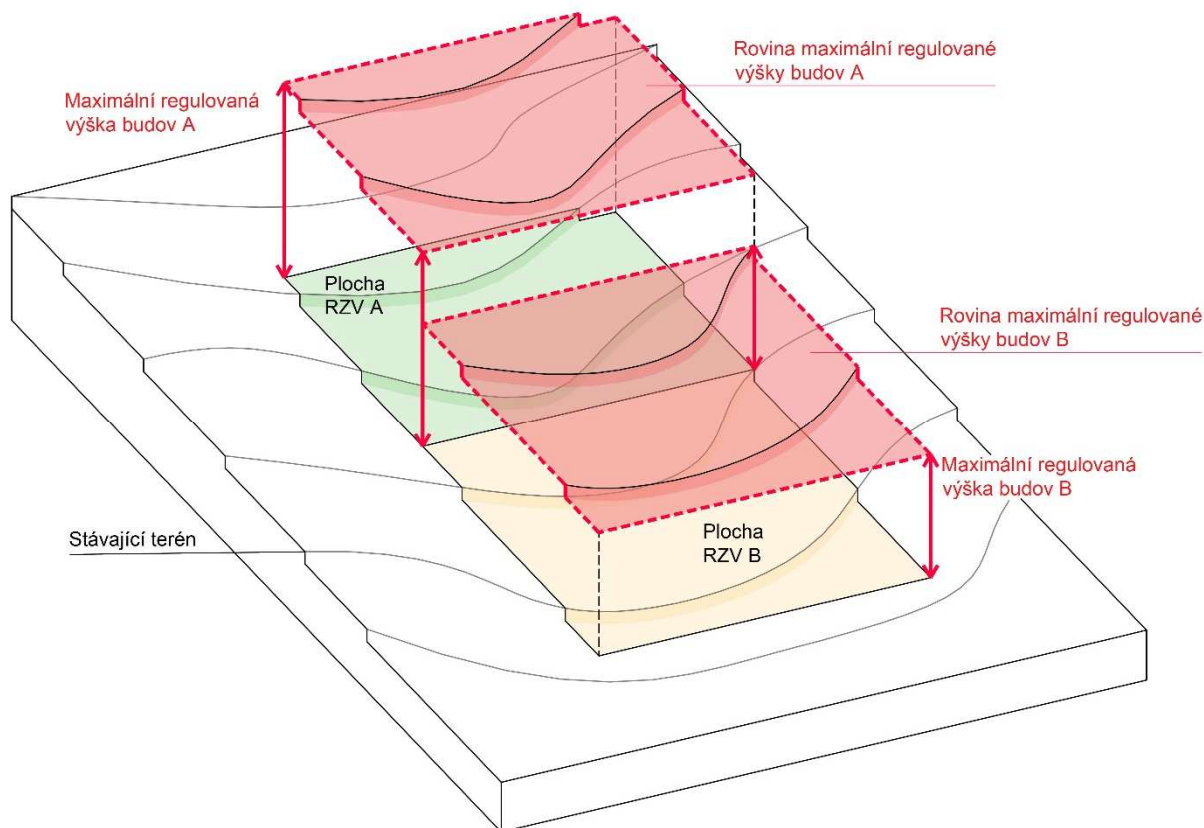 Rovina maximální regulované
výšky budov A
Maximální regulovaná
výška budov A
Plocha
RZV A
Rovina maximální regulované
výšky budov B
Maximální regulovaná
výška budov B
Plocha
RZV B
Stávající terén